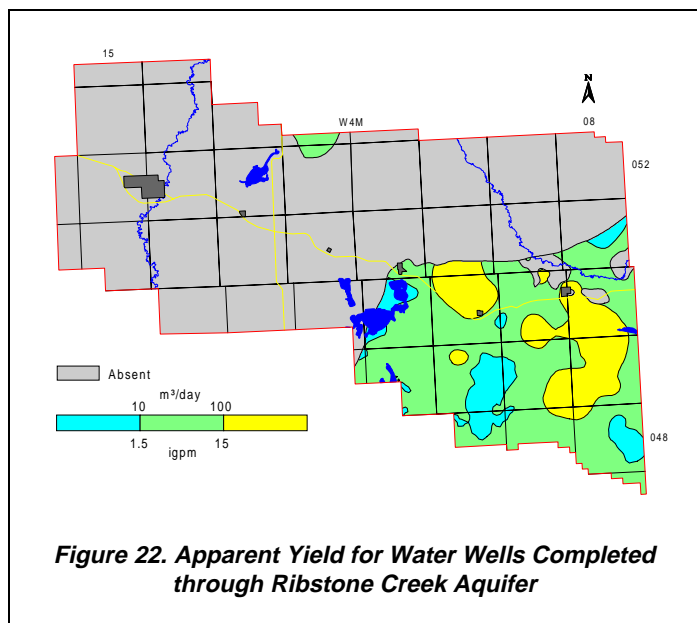 15
N
W4M
08
052
Absent
m³/day
10 100
1.5 15
igpm
048
Figure 22. Apparent Yield for Water Wells Completed
through Ribstone Creek Aquifer